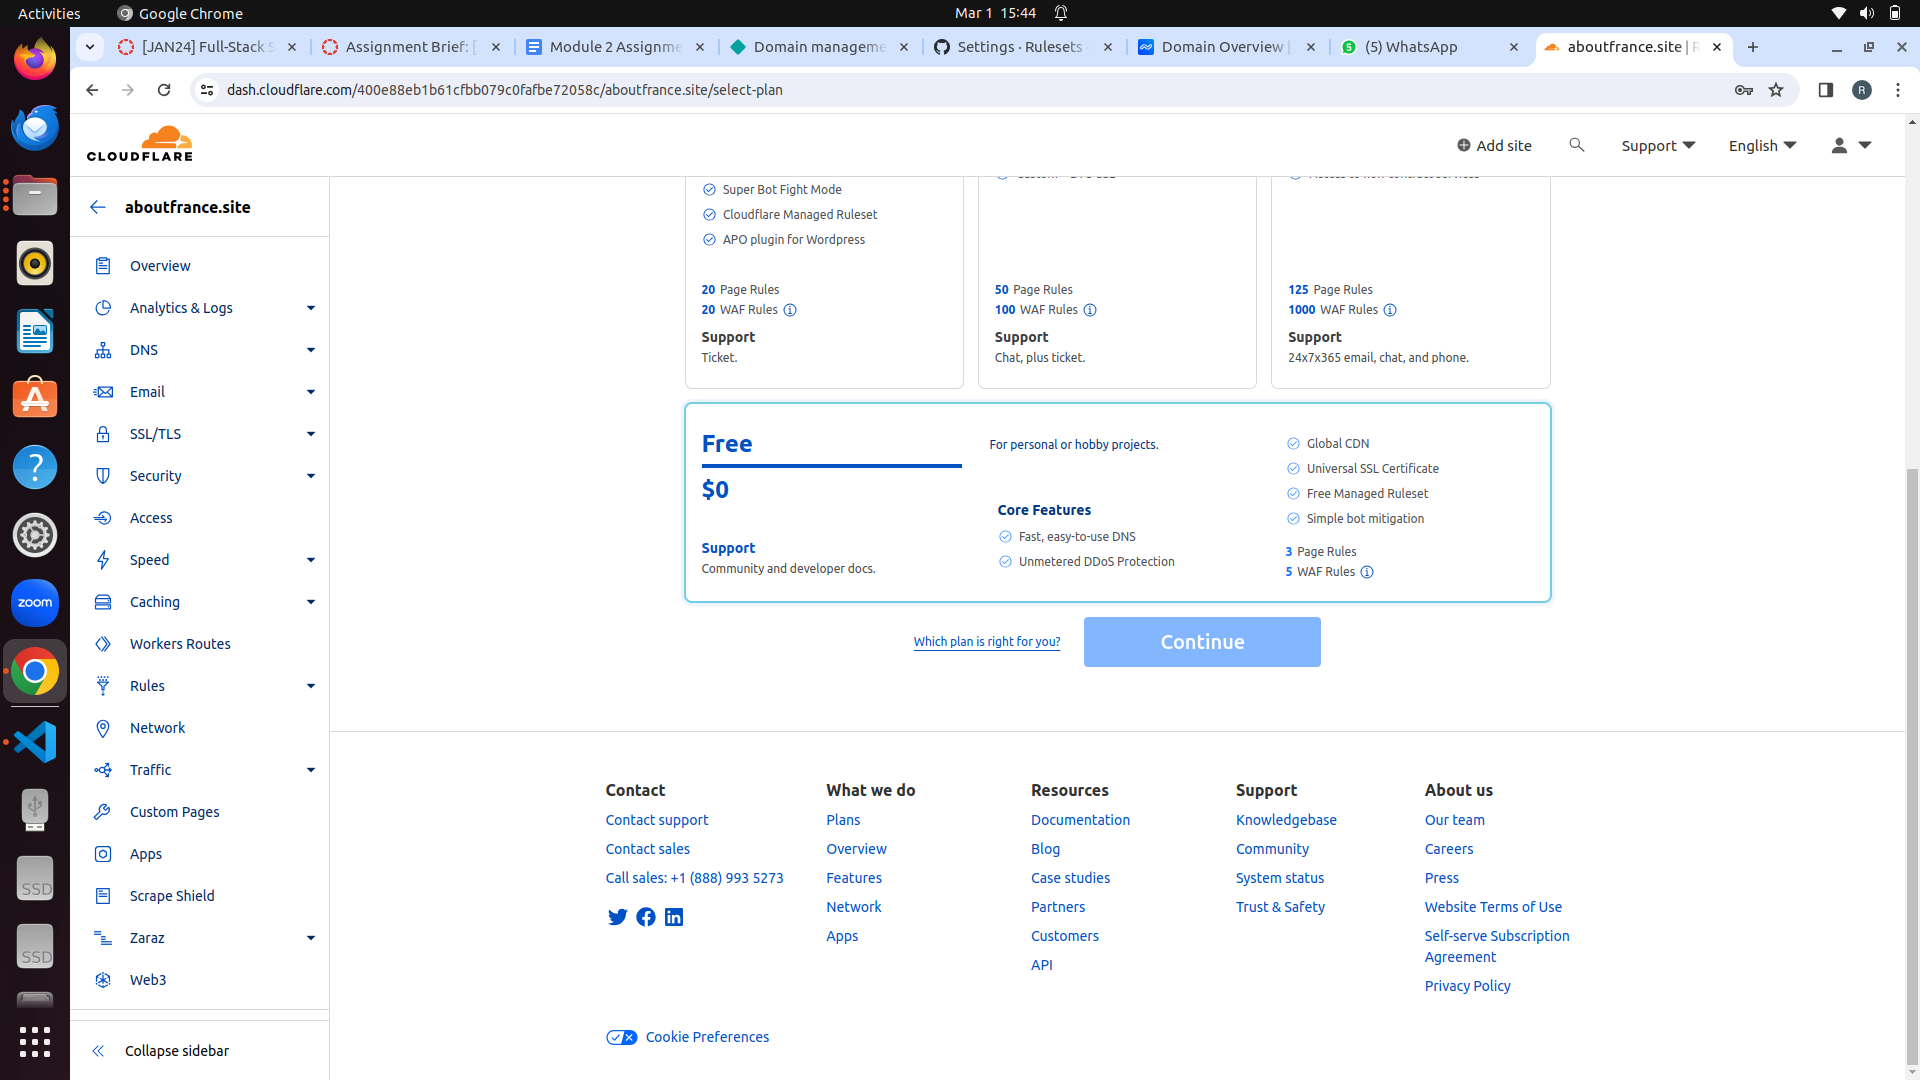 Activities
Google Chrome
Mar 1 15:44
[JAN24] Full-Stack S
Assignment Brief: [
Module 2 Assignme
Domain manageme
Settings · Rulesets
Domain Overview |
(5) WhatsApp
aboutfrance.site | R
dash.cloudflare.com/400e88eb1b61cfbb079c0fafbe72058c/aboutfrance.site/select-plan
R
CLOUDFLARE
Add site
Support
English
aboutfrance.site
Overview
Analytics & Logs
DNS
Email
SSL/TLS
Security
Access
Speed
Caching
Workers Routes
Rules
Network
Traffic
Custom Pages
Apps
Scrape Shield
Zaraz
Web3
Collapse sidebar
zoom
SSD
SSD
Super Bot Fight Mode
Cloudflare Managed Ruleset
APO plugin for Wordpress
20 Page Rules
20 WAF Rules
Support
Ticket.
50 Page Rules
100 WAF Rules
Support
Chat, plus ticket.
125 Page Rules
1000 WAF Rules
Support
24x7x365 email, chat, and phone.
Free
$0
Support
Community and developer docs.
For personal or hobby projects.
Core Features
Fast, easy-to-use DNS
Unmetered DDoS Protection
Global CDN
Universal SSL Certificate
Free Managed Ruleset
Simple bot mitigation
3 Page Rules
5 WAF Rules
Which plan is right for you?
Continue
Contact
Contact support
Contact sales
Call sales: +1 (888) 993 5273
What we do
Plans
Overview
Features
Network
Apps
Resources
Documentation
Blog
Case studies
Partners
Customers
API
Support
Knowledgebase
Community
System status
Trust & Safety
About us
Our team
Careers
Press
Website Terms of Use
Self-serve Subscription
Agreement
Privacy Policy
Cookie Preferences